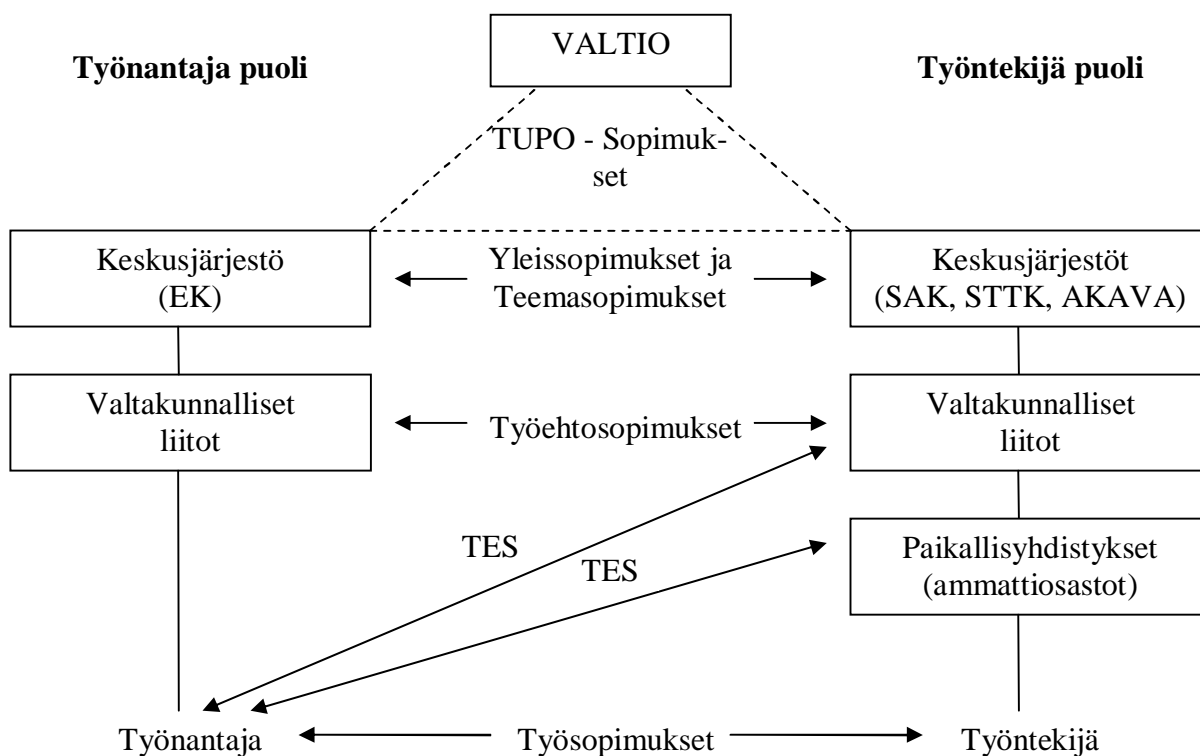 VALTIO
Työnantaja puoli
Työntekijä puoli
TUPO - Sopimuk-
set
Keskusjärjestö
(EK)
Yleissopimukset ja
Teemasopimukset
Keskusjärjestöt
(SAK, STTK, AKAVA)
Valtakunnalliset
liitot
Työehtosopimukset
Valtakunnalliset
liitot
TES
TES
Paikallisyhdistykset
(ammattiosastot)
Työnantaja
Työsopimukset
Työntekijä